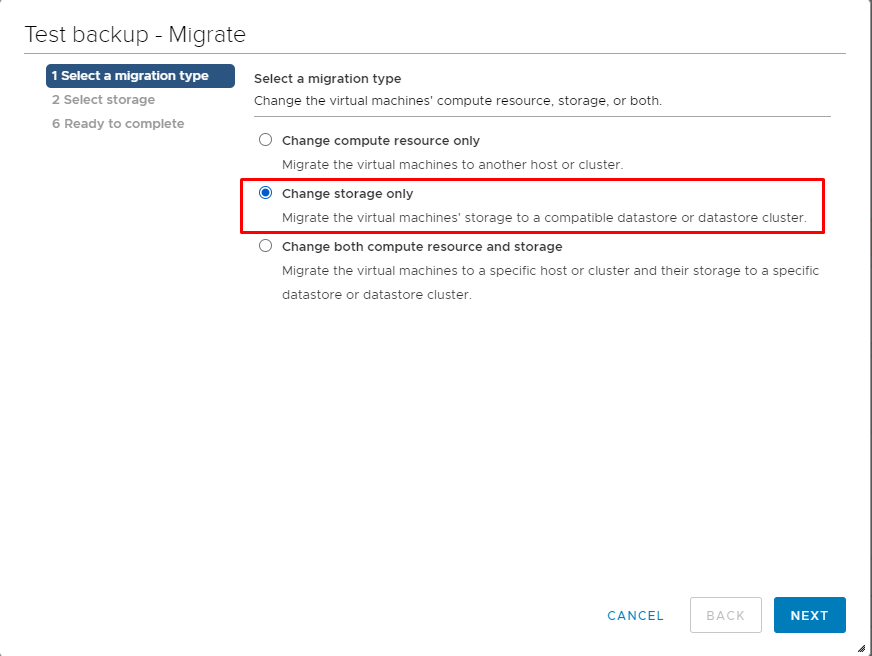 Test backup - Migrate
1 Select a migration type
2 Select storage
6 Ready to complete
Select a migration type
Change the virtual machines' compute resource, storage, or both.
Change compute resource only
Migrate the virtual machines to another host or cluster.
Change storage only
Migrate the virtual machines' storage to a compatible datastore or datastore cluster.
Change both compute resource and storage
Migrate the virtual machines to a specific host or cluster and their storage to a specific
datastore or datastore cluster.
CANCEL
BACK
NEXT